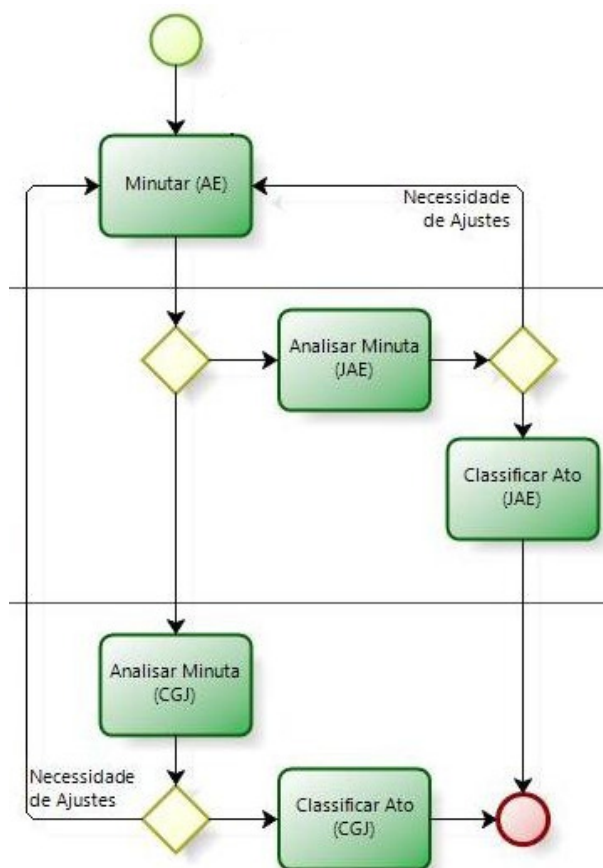 Minutar (AE)
Necessidade
de Ajustes
Analisar Minuta
(JAE)
Classificar Ato
(JAE)
Analisar Minuta
(CGJ)
Necessidade
de Ajustes
Classificar Ato
(CGJ)